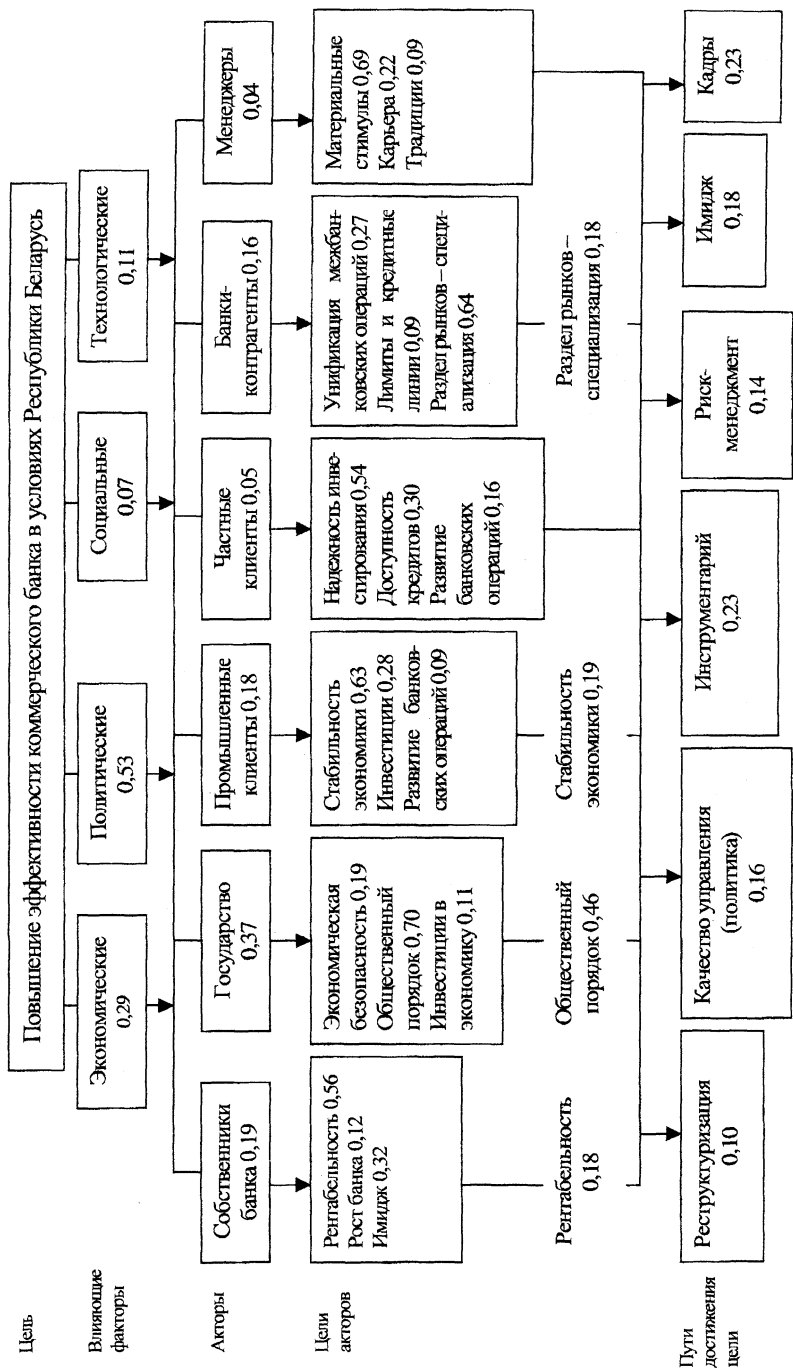 Цель
Повышение эффективности коммерческого банка в условиях Республики Беларусь
Влияющие
факторы
Экономические
0,29
Политические
0,53
Социальные
0,07
Технологические
0,11
Акторы
Собственники
банка 0,19
Государство
0,37
Промышленные
клиенты 0,18
Частные
клиенты 0,05
Банки-
контрагенты 0,16
Менеджеры
0,04
Цели
акторов
Рентабельность 0,56
Рост банка 0,12
Имидж 0,32
Экономическая
безопасность 0,19
Общественный
порядок 0,70
Инвестиции в
экономику 0,11
Стабильность
экономики 0,63
Инвестиции 0,28
Развитие банков-
ских операций 0,09
Надежность инве-
стирования 0,54
Доступность
кредитов 0,30
Развитие
банковских
операций 0,16
Унификация межбан-
ковских операций 0,27
Лимиты и кредитные
линии 0,09
Раздел рынков – специ-
ализация 0,64
Материальные
стимулы 0,69
Карьера 0,22
Традиции 0,09
Рентабельность
0,18
Общественный
порядок 0,46
Стабильность
экономики 0,19
Раздел рынков –
специализация 0,18
Пути
достижения
цели
Реструктуризация
0,10
Качество управления
(политика)
0,16
Инструментарий
0,23
Риск-
менеджмент
0,14
Имидж
0,18
Кадры
0,23